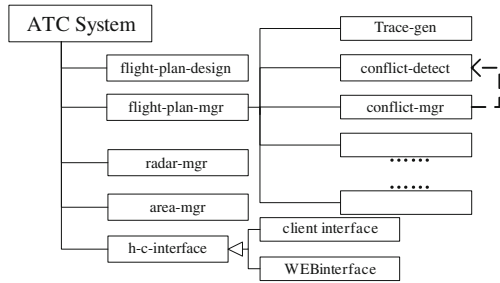 ATC System
Trace-gen
flight-plan-design
conflict-detect
flight-plan-mgr
conflict-mgr
radar-mgr
......
......
area-mgr
client interface
h-c-interface
WEBinterface